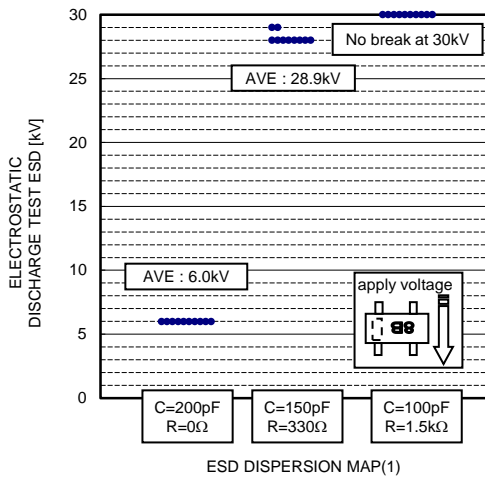 ELECTROSTATIC
DISCHARGE TEST ESD [kV]
30
25
20
15
10
5
0
No break at 30kV
AVE : 28.9kV
AVE : 6.0kV
apply voltage
8B
C=200pF
R=0Ω
C=150pF
R=330Ω
C=100pF
R=1.5kΩ
ESD DISPERSION MAP(1)